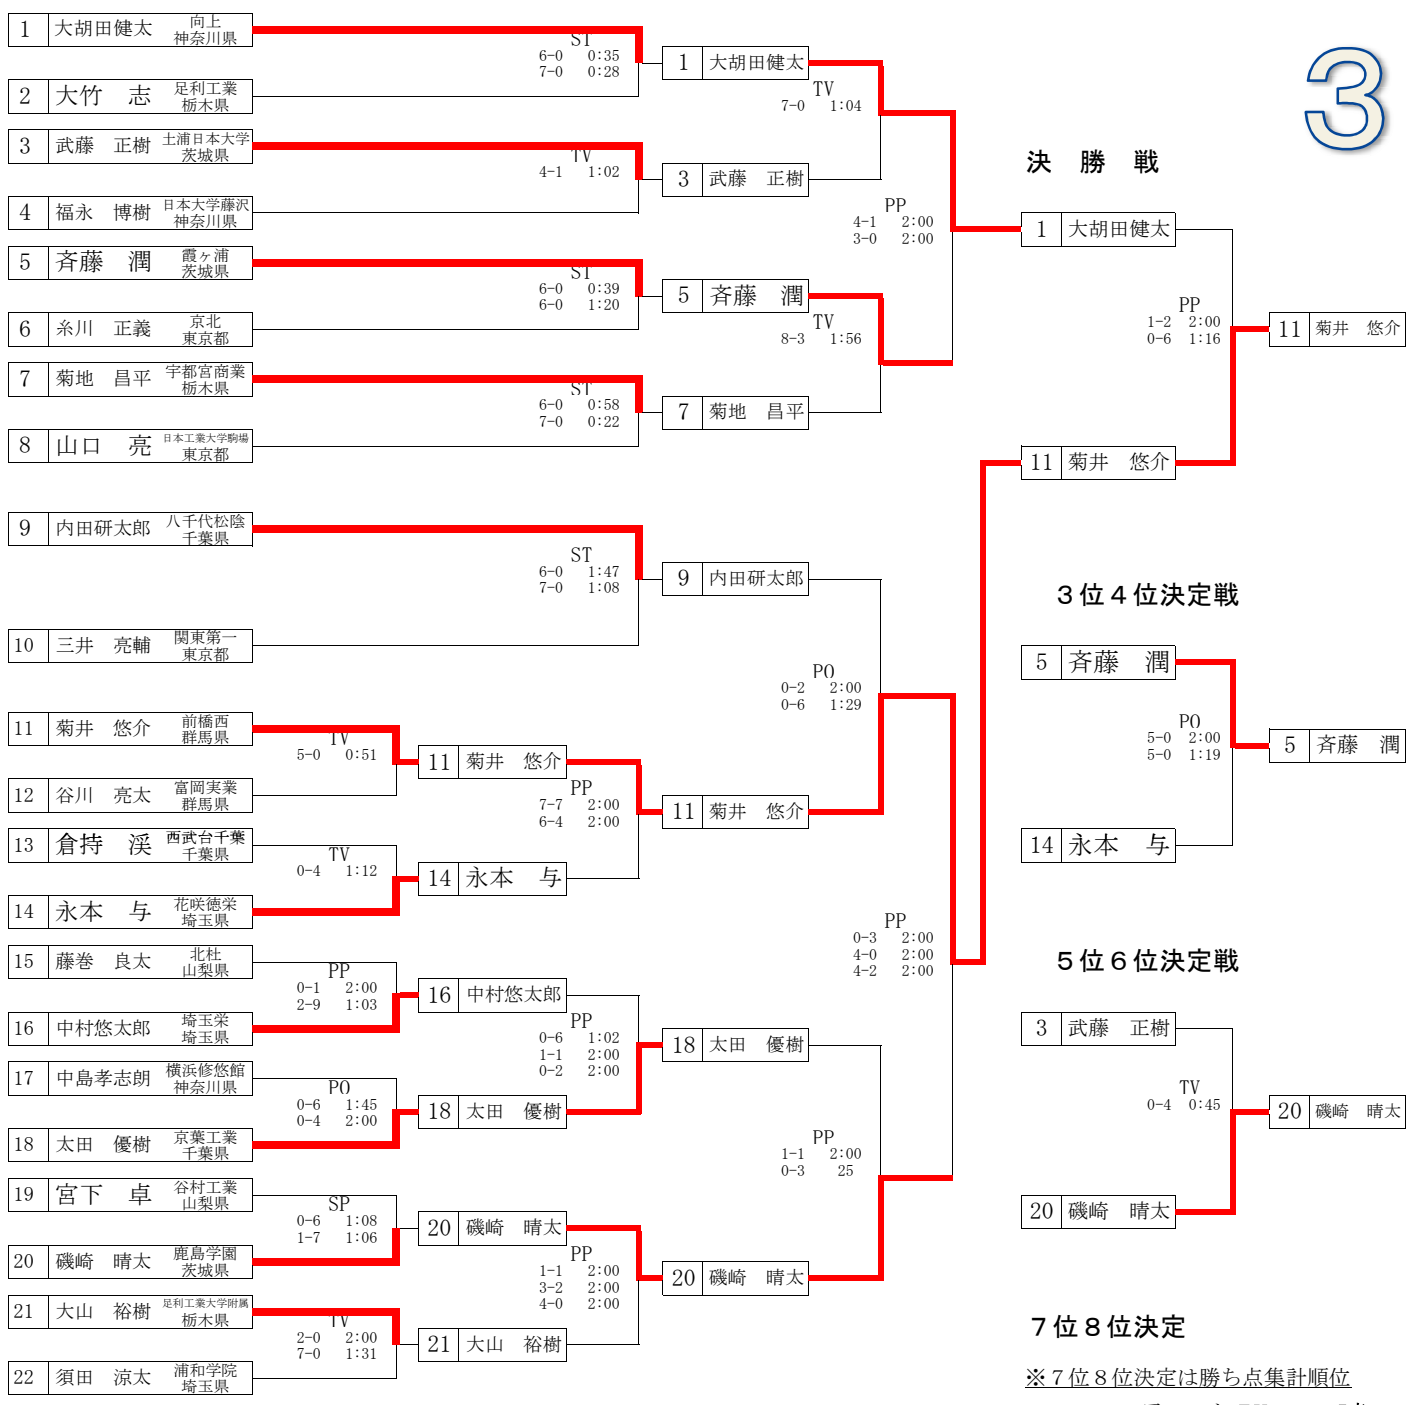 3
1 大胡田健太 向上
神奈川県
2 大竹 志 足利工業
栃木県
3 武藤 正樹 土浦日本大学
茨城県
4 福永 博樹 日本大学藤沢
神奈川県
5 斉藤 潤 霞ヶ浦
茨城県
6 糸川 正義 京北
東京都
7 菊地 昌平 宇都宮商業
栃木県
8 山口 亮 日本工業大学駒場
東京都
9 内田研太郎 八千代松陰
千葉県
10 三井 亮輔 関東第一
東京都
11 菊井 悠介 前橋西
群馬県
12 谷川 亮太 富岡実業
群馬県
13 倉持 渓 西武台千葉
千葉県
14 永本 与 花咲徳栄
埼玉県
15 藤巻 良太 北杜
山梨県
16 中村悠太郎 埼玉栄
埼玉県
17 中島孝志朗 横浜修悠館
神奈川県
18 太田 優樹 京葉工業
千葉県
19 宮下 卓 谷村工業
山梨県
20 磯崎 晴太 鹿島学園
茨城県
21 大山 裕樹 足利工業大学附属
栃木県
22 須田 涼太 浦和学院
埼玉県
TV
5-0 0:51
TV
0-4 1:12
PP
0-1 2:00
2-9 1:03
PO
0-6 1:45
0-4 2:00
SP
0-6 1:08
1-7 1:06
TV
2-0 2:00
7-0 1:31
11 菊井 悠介
14 永本 与
16 中村悠太郎
18 太田 優樹
20 磯崎 晴太
21 大山 裕樹
ST
6-0 0:35
7-0 0:28
TV
4-1 1:02
ST
6-0 0:39
6-0 1:20
ST
6-0 0:58
7-0 0:22
ST
6-0 1:47
7-0 1:08
PP
7-7 2:00
6-4 2:00
PP
0-6 1:02
1-1 2:00
0-2 2:00
PP
1-1 2:00
3-2 2:00
4-0 2:00
1 大胡田健太
3 武藤 正樹
5 斉藤 潤
7 菊地 昌平
9 内田研太郎
11 菊井 悠介
18 太田 優樹
20 磯崎 晴太
TV
7-0 1:04
TV
8-3 1:56
PO
0-2 2:00
0-6 1:29
PP
1-1 2:00
0-3 25
PP
4-1 2:00
3-0 2:00
PP
0-3 2:00
4-0 2:00
4-2 2:00
決 勝 戦
1 大胡田健太
PP
1-2 2:00
0-6 1:16
11 菊井 悠介
11 菊井 悠介
3位4位決定戦
5 斉藤 潤
PO
5-0 2:00
5-0 1:19
5 斉藤 潤
14 永本 与
5位6位決定戦
3 武藤 正樹
TV
0-4 0:45
20 磯崎 晴太
20 磯崎 晴太
7位8位決定
※7位8位決定は勝ち点集計順位